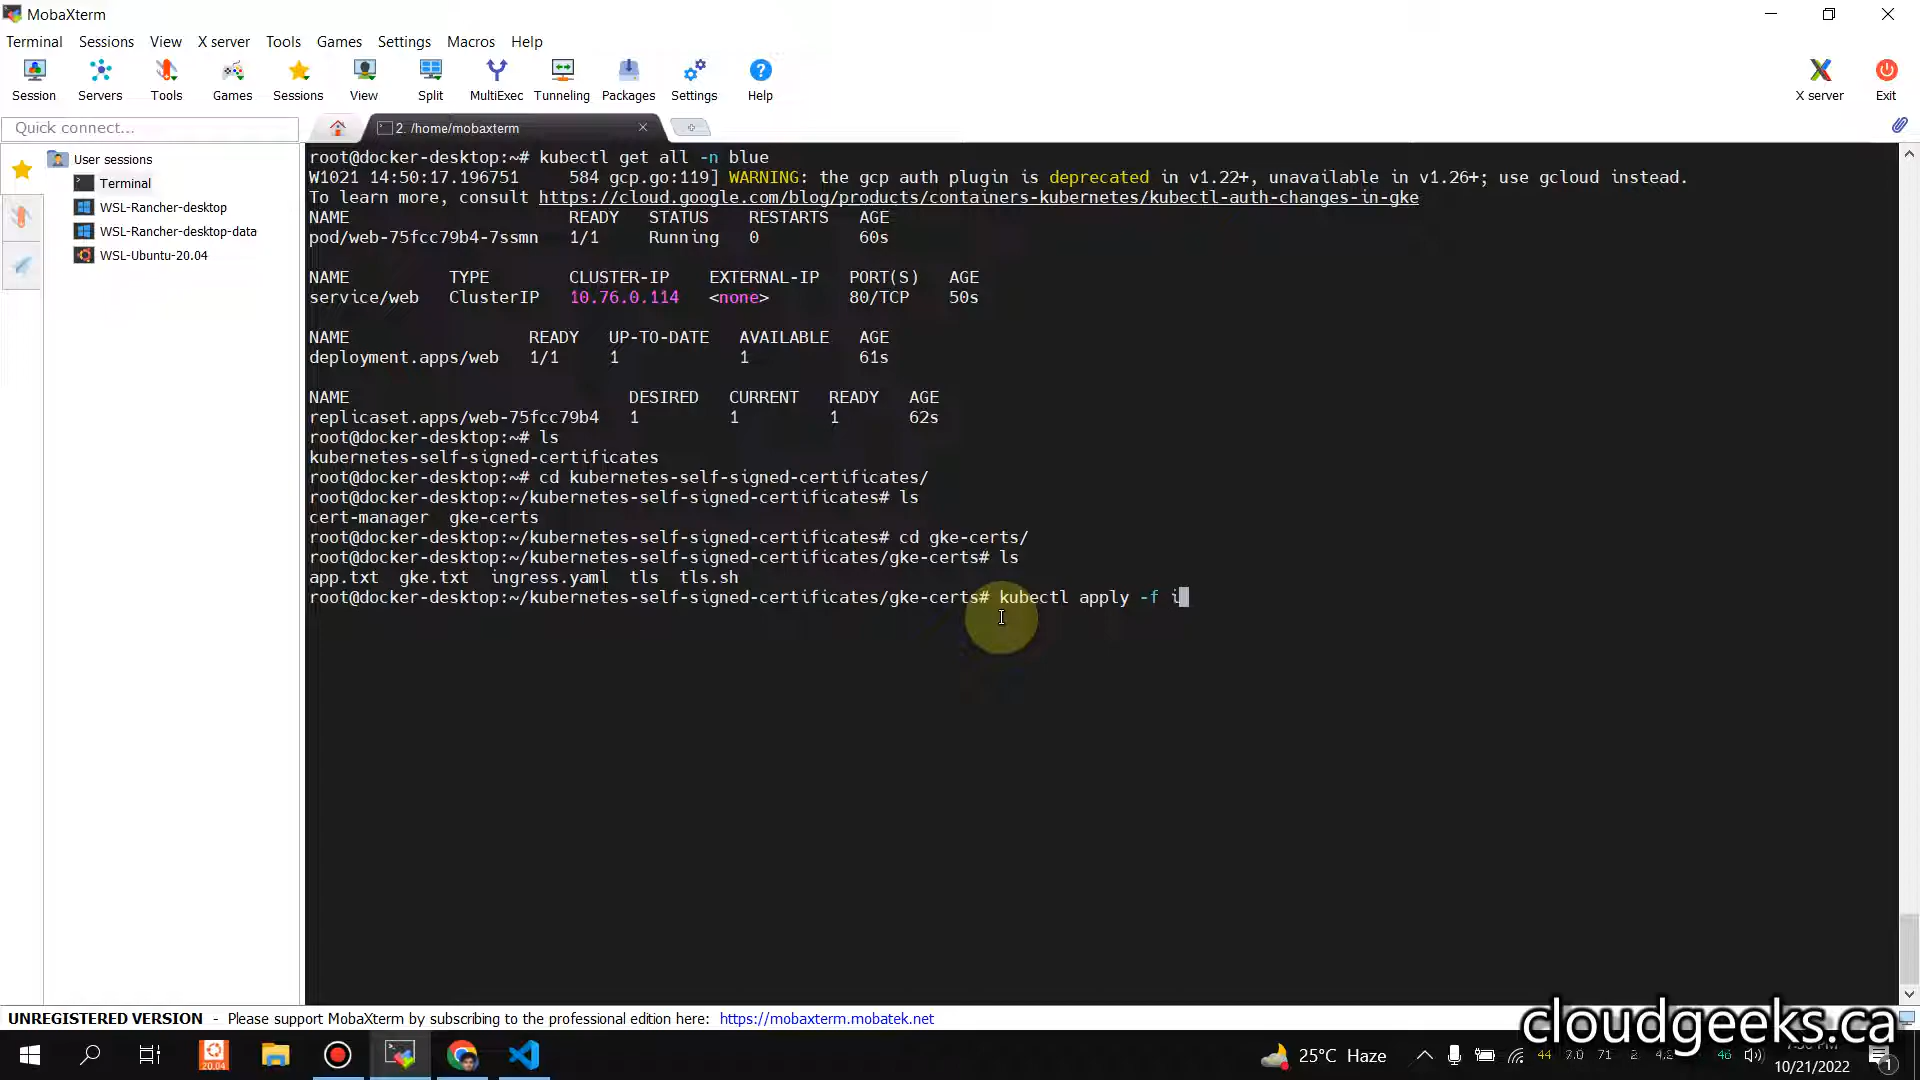 MobaXterm
Terminal Sessions View X server Tools Games Settings Macros Help
Session Servers Tools Games Sessions View Split MultiExec Tunneling Packages Settings Help X server Exit
Quick connect...
2. /home/mobaxterm
User sessions
Terminal
WSL-Rancher-desktop
WSL-Rancher-desktop-data
WSL-Ubuntu-20.04
root@docker-desktop:~# kubectl get all -n blue
W1021 14:50:17.196751     584 gcp.go:119] WARNING: the gcp auth plugin is deprecated in v1.22+, unavailable in v1.26+; use gcloud instead.
To learn more, consult https://cloud.google.com/blog/products/containers-kubernetes/kubectl-auth-changes-in-gke
NAME                      READY   STATUS    RESTARTS   AGE
pod/web-75fcc79b4-7ssmn   1/1     Running   0          60s
NAME          TYPE        CLUSTER-IP    EXTERNAL-IP   PORT(S)   AGE
service/web   ClusterIP   10.76.0.114   <none>        80/TCP    50s
NAME                  READY   UP-TO-DATE   AVAILABLE   AGE
deployment.apps/web   1/1     1            1           61s
NAME                            DESIRED   CURRENT   READY   AGE
replicaset.apps/web-75fcc79b4   1         1         1       62s
root@docker-desktop:~# ls
kubernetes-self-signed-certificates
root@docker-desktop:~# cd kubernetes-self-signed-certificates/
root@docker-desktop:~/kubernetes-self-signed-certificates# ls
cert-manager  gke-certs
root@docker-desktop:~/kubernetes-self-signed-certificates# cd gke-certs/
root@docker-desktop:~/kubernetes-self-signed-certificates/gke-certs# ls
app.txt  gke.txt  ingress.yaml  tls  tls.sh
root@docker-desktop:~/kubernetes-self-signed-certificates/gke-certs# kubectl apply -f i
UNREGISTERED VERSION - Please support MobaXterm by subscribing to the professional edition here: https://mobaxterm.mobatek.net
cloudgeeks.ca
20.04
25°C Haze
44 71 2 46
10/21/2022
1